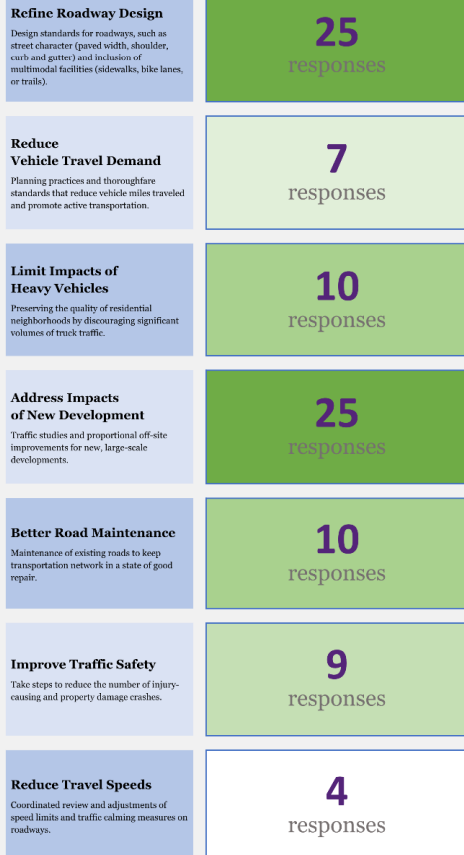 Refine Roadway Design
Design standards for roadways, such as
street character (paved width, shoulder,
curb and gutter) and inclusion of
multimodal facilities (sidewalks, bike lanes,
or trails).
25
responses
Reduce
Vehicle Travel Demand
Planning practices and thoroughfare
standards that reduce vehicle miles traveled
and promote active transportation.
7
responses
Limit Impacts of
Heavy Vehicles
Preserving the quality of residential
neighborhoods by discouraging significant
volumes of truck traffic.
10
responses
Address Impacts
of New Development
Traffic studies and proportional off-site
improvements for new, large-scale
developments.
25
responses
Better Road Maintenance
Maintenance of existing roads to keep
transportation network in a state of good
repair.
10
responses
Improve Traffic Safety
Take steps to reduce the number of injury-
causing and property damage crashes.
9
responses
Reduce Travel Speeds
Coordinated review and adjustments of
speed limits and traffic calming measures on
roadways.
4
responses